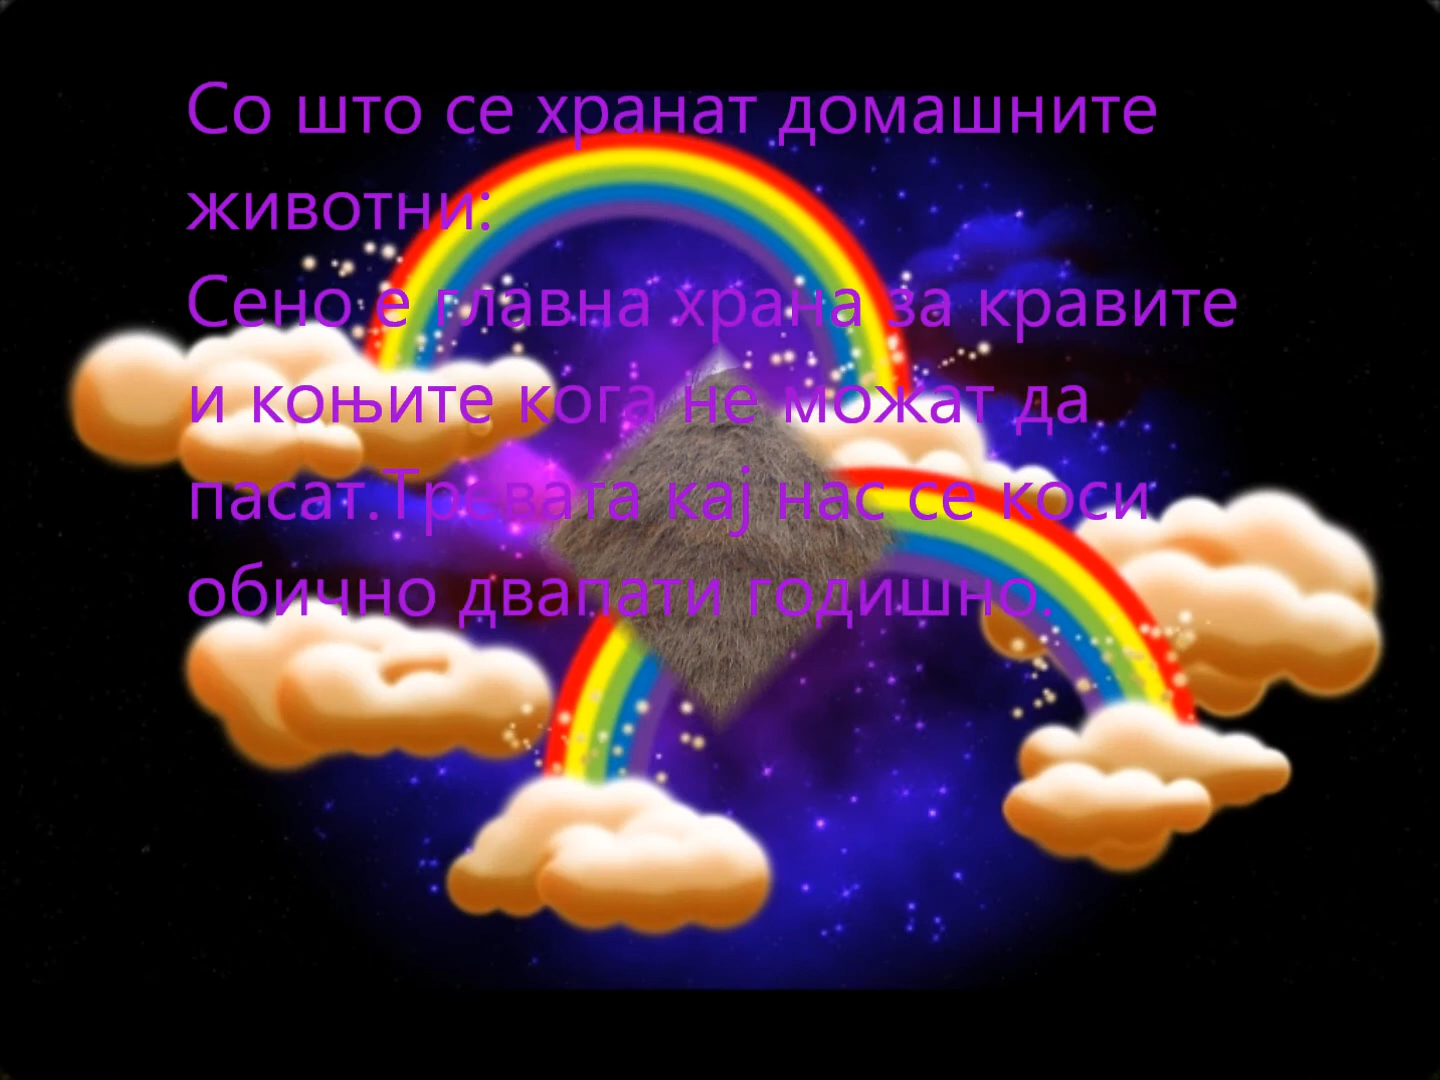 Со што се хранат домашните
животни:
Сено е главна храна за кравите
и коњите кога не можат да
пасат.Тревата кај нас се коси
обично двапати годишно.